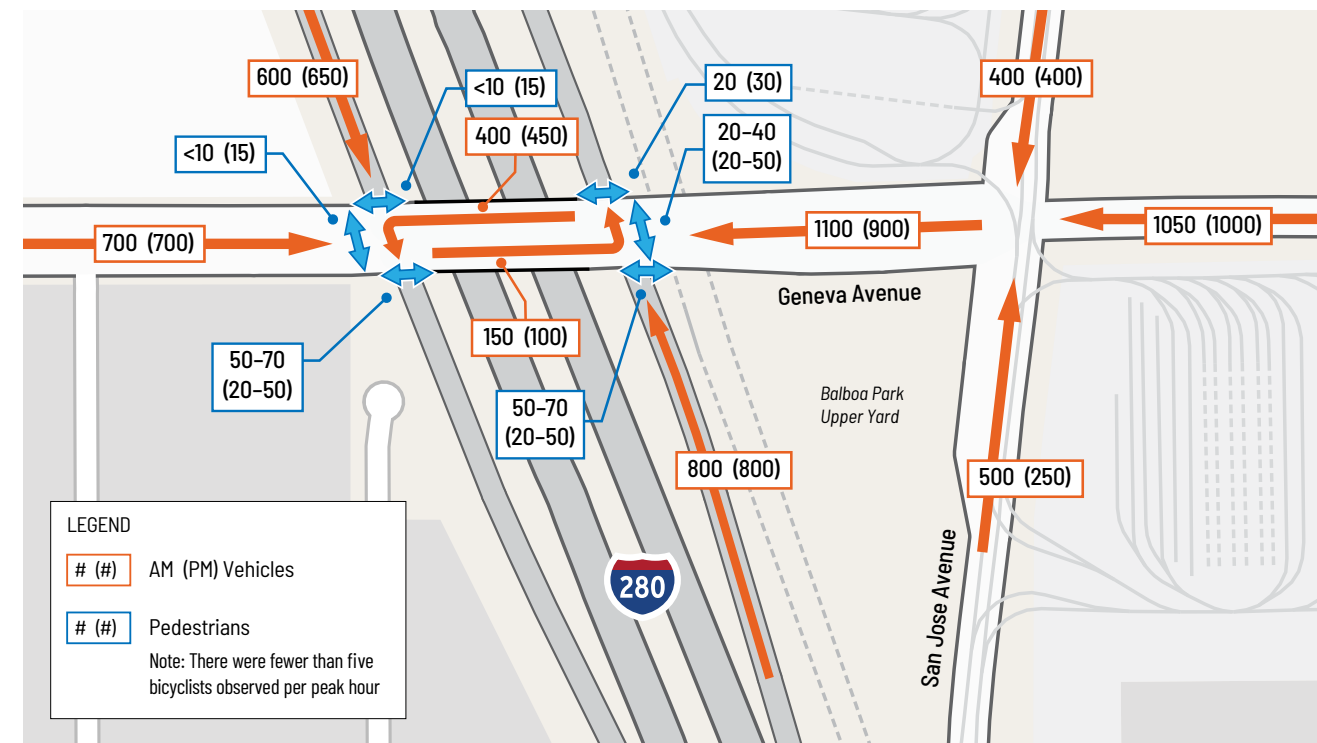 600 (650)
<10 (15)
20 (30)
400 (400)
400 (450)
20–40
(20–50)
<10 (15)
700 (700)
1100 (900)
1050 (1000)
Geneva Avenue
150 (100)
50–70
(20–50)
50–70
(20–50)
Balboa Park
Upper Yard
800 (800)
500 (250)
San Jose Avenue
280
LEGEND
# (#) AM (PM) Vehicles
# (#) Pedestrians
Note: There were fewer than five
bicyclists observed per peak hour